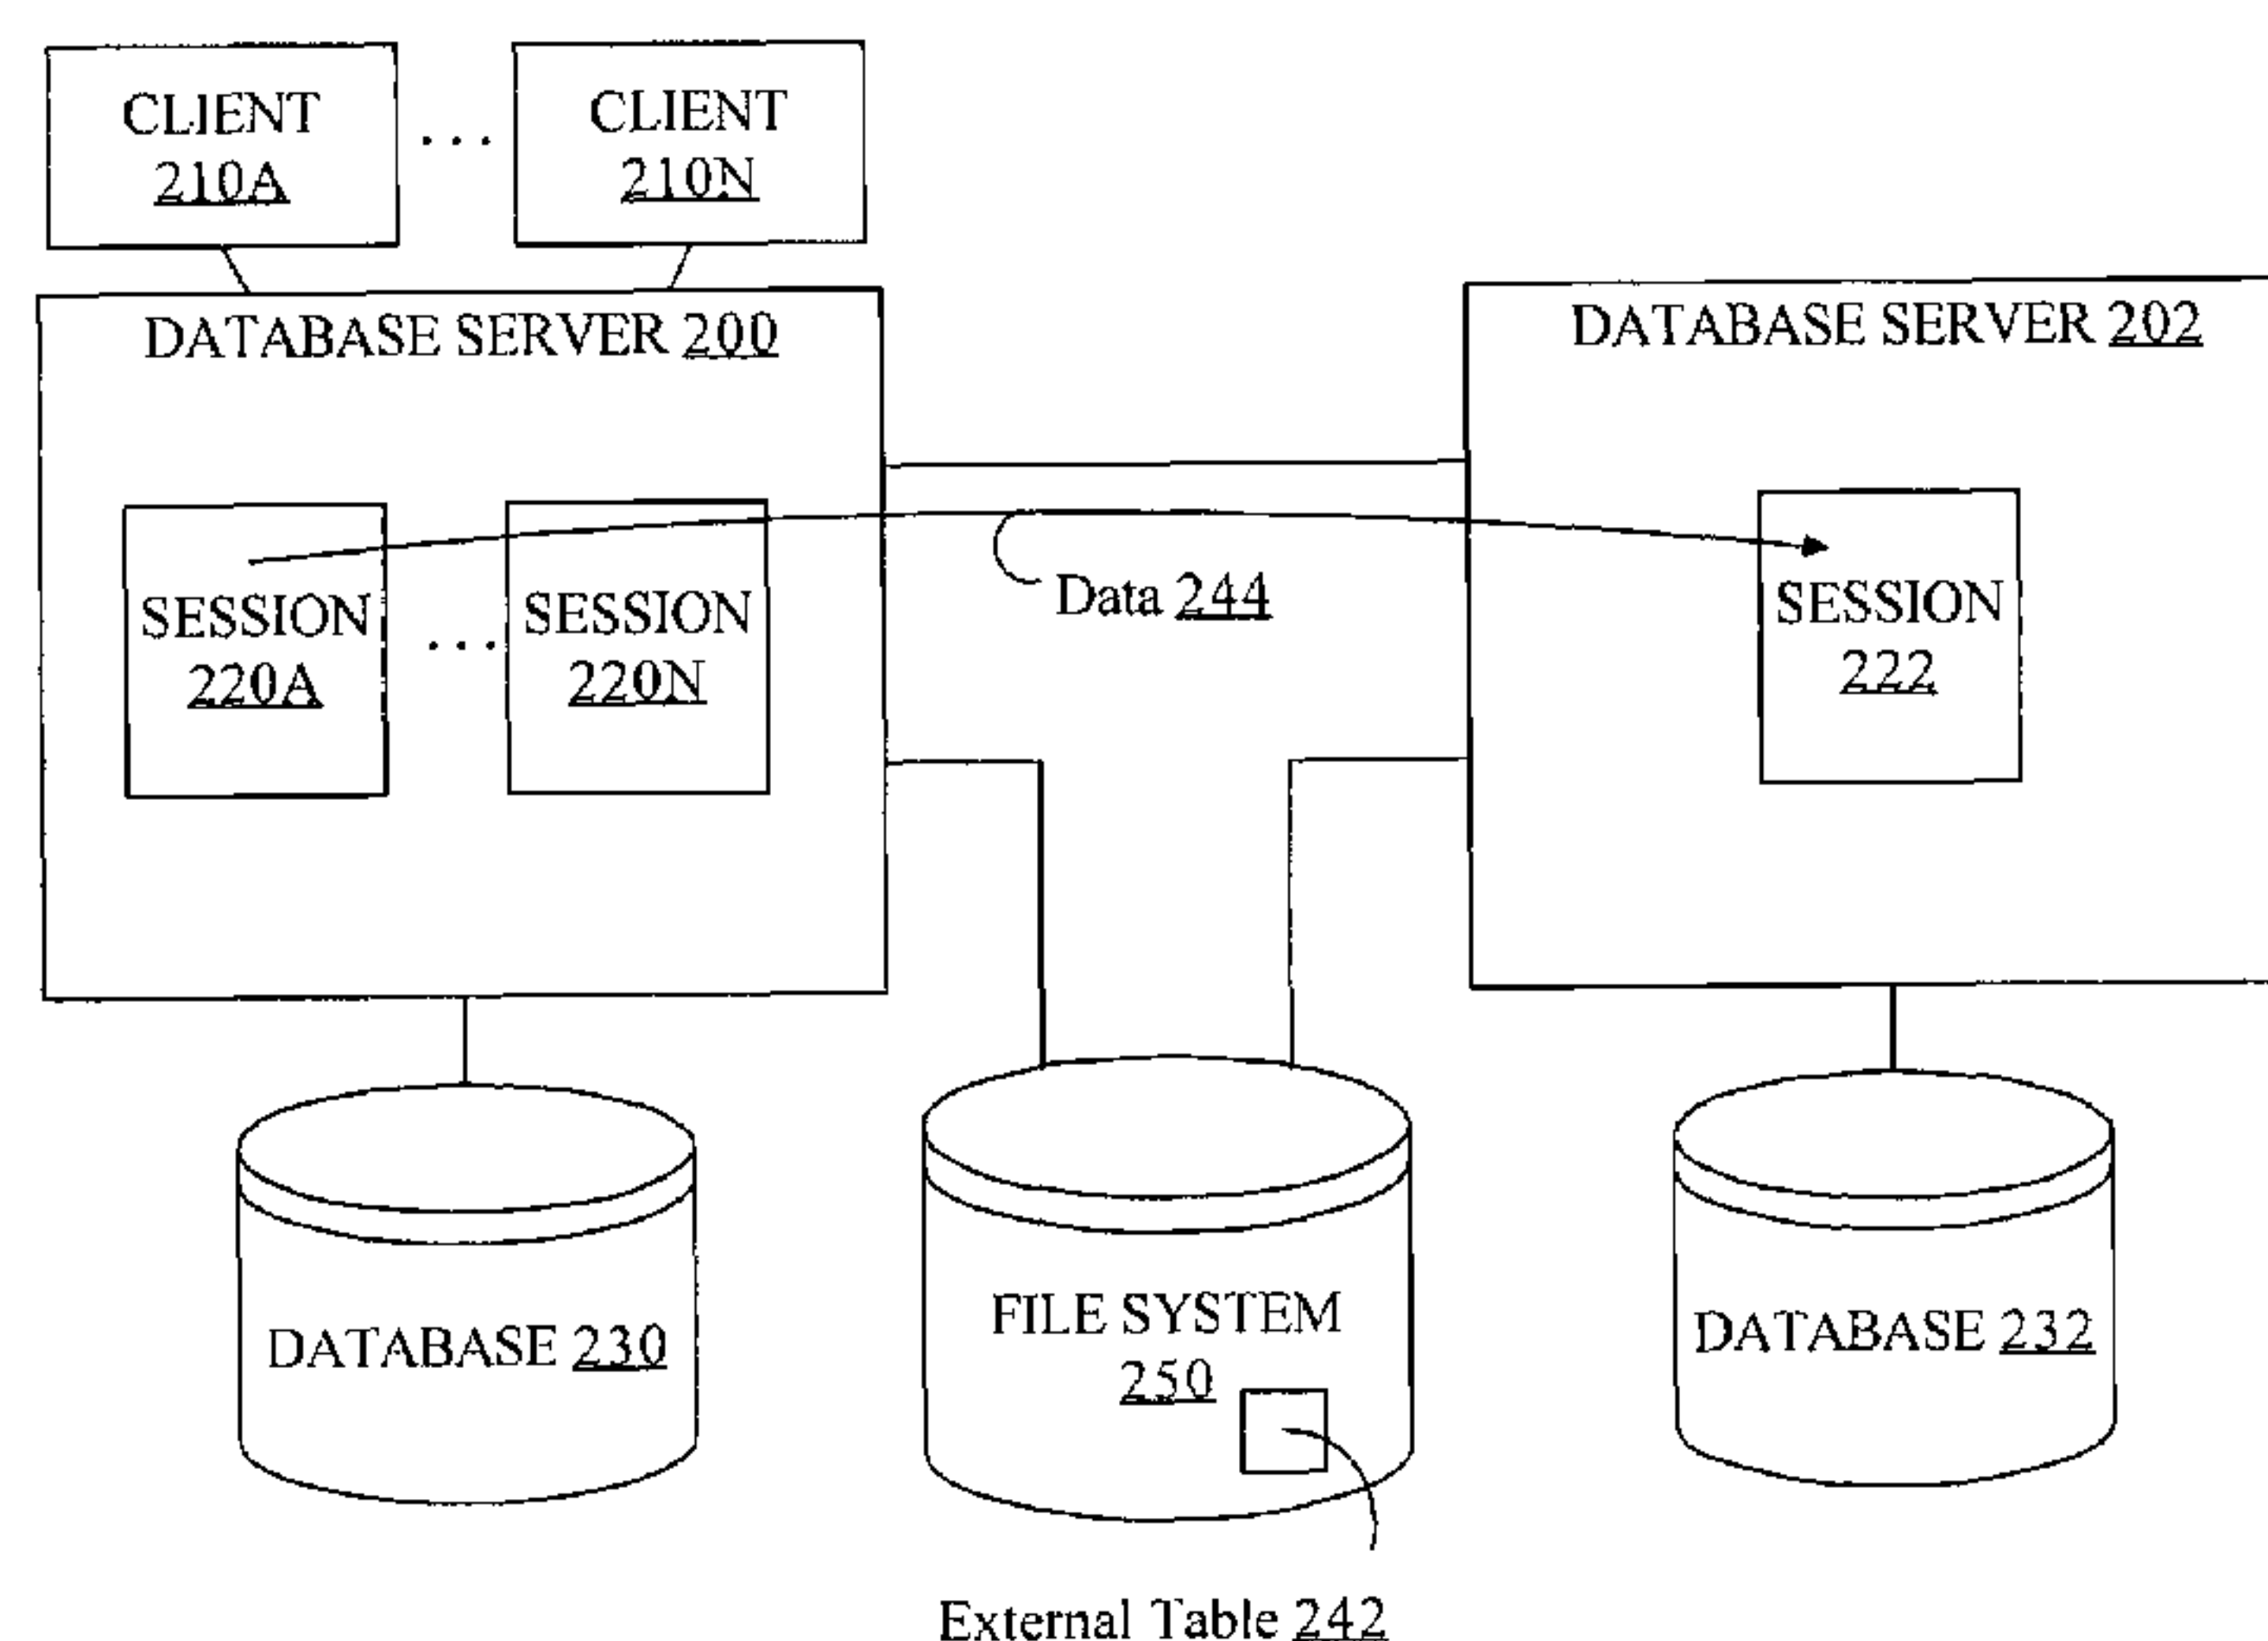 CLIENT
210A
...
CLIENT
210N
DATABASE SERVER 200
DATABASE SERVER 202
SESSION
220A
...
SESSION
220N
Data 244
SESSION
222
DATABASE 230
FILE SYSTEM
250
DATABASE 232
External Table 242